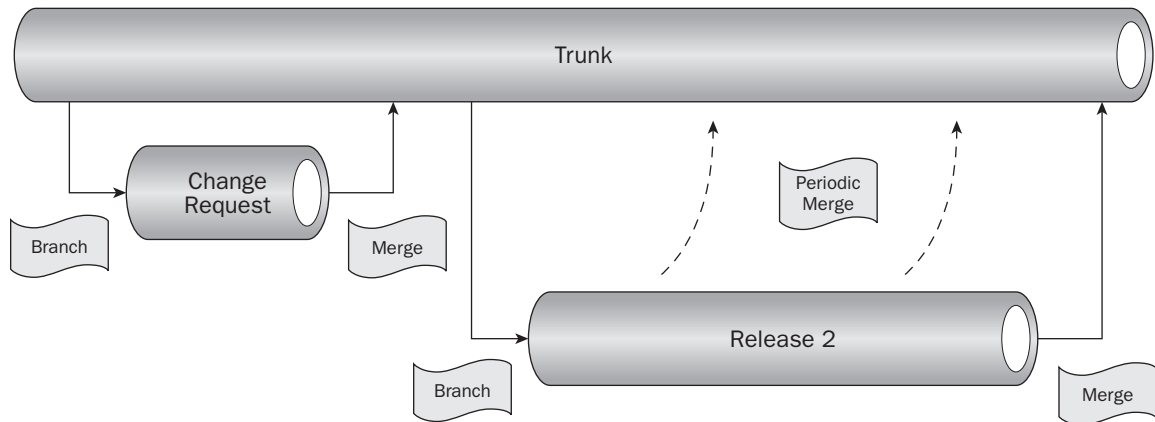 Trunk
Change
Request
Branch
Merge
Periodic
Merge
Release 2
Branch
Merge